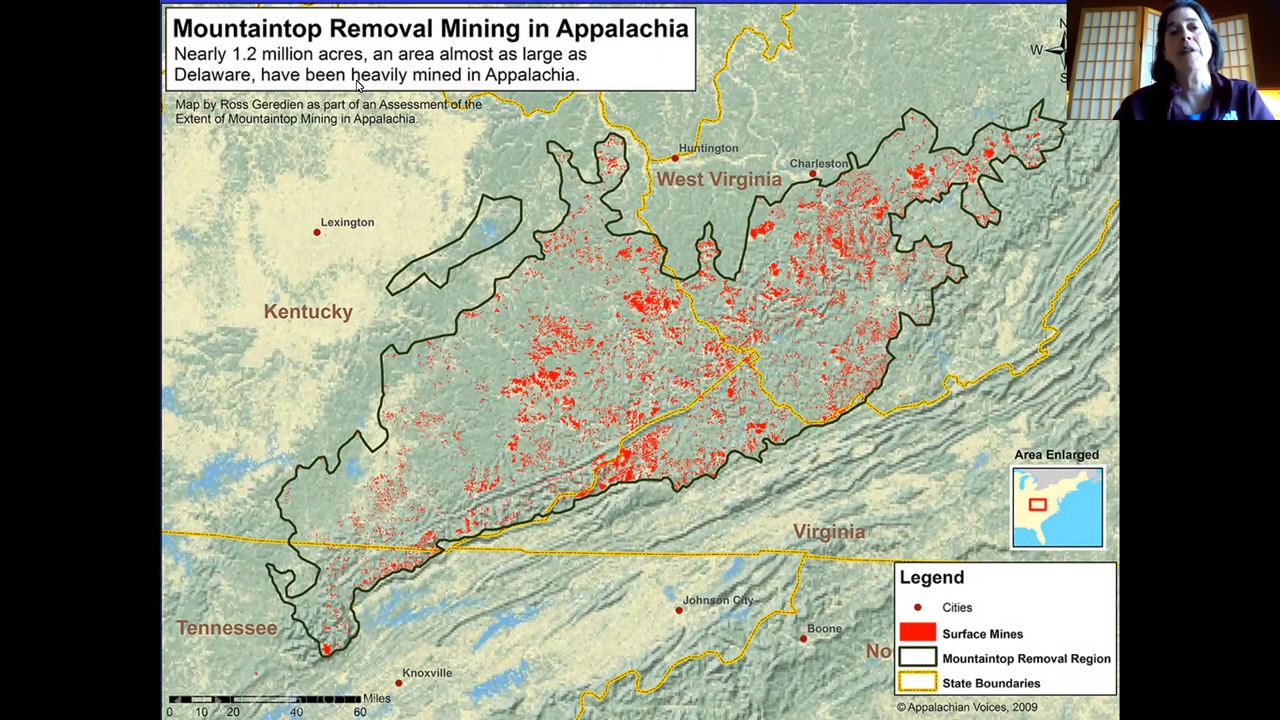 Mountaintop Removal Mining in Appalachia
Nearly 1.2 million acres, an area almost as large as
Delaware, have been heavily mined in Appalachia.
Map by Ross Geredien as part of an Assessment of the
Extent of Mountaintop Mining in Appalachia.
N
W
S
Huntington
Charleston
West Virginia
Lexington
Kentucky
Area Enlarged
Virginia
Johnson City
Boone
Tennessee
No
Knoxville
Miles
0 10 20 40 60
Legend
Cities
Surface Mines
Mountaintop Removal Region
State Boundaries
© Appalachian Voices, 2009